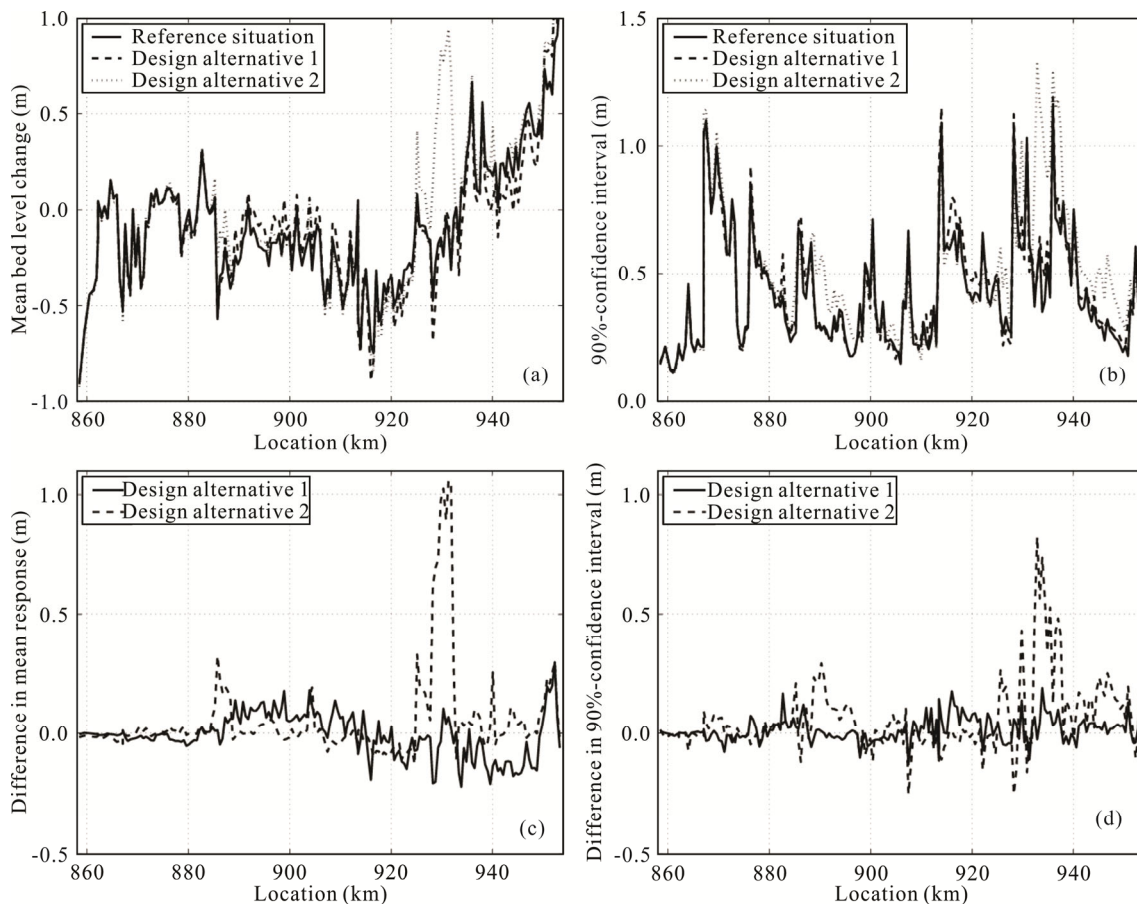 1.0
0.5
0.0
-0.5
-1.0
Mean bed level change (m)
Reference situation
Design alternative 1
Design alternative 2
(a)
860 880 900 920 940
Location (km)
1.5
1.0
0.5
0.0
90%-confidence interval (m)
Reference situation
Design alternative 1
Design alternative 2
(b)
860 880 900 920 940
Location (km)
1.0
0.5
0.0
-0.5
Difference in mean response (m)
Design alternative 1
Design alternative 2
(c)
860 880 900 920 940
Location (km)
1.0
0.5
0.0
-0.5
Difference in 90%-confidence interval (m)
Design alternative 1
Design alternative 2
(d)
860 880 900 920 940
Location (km)